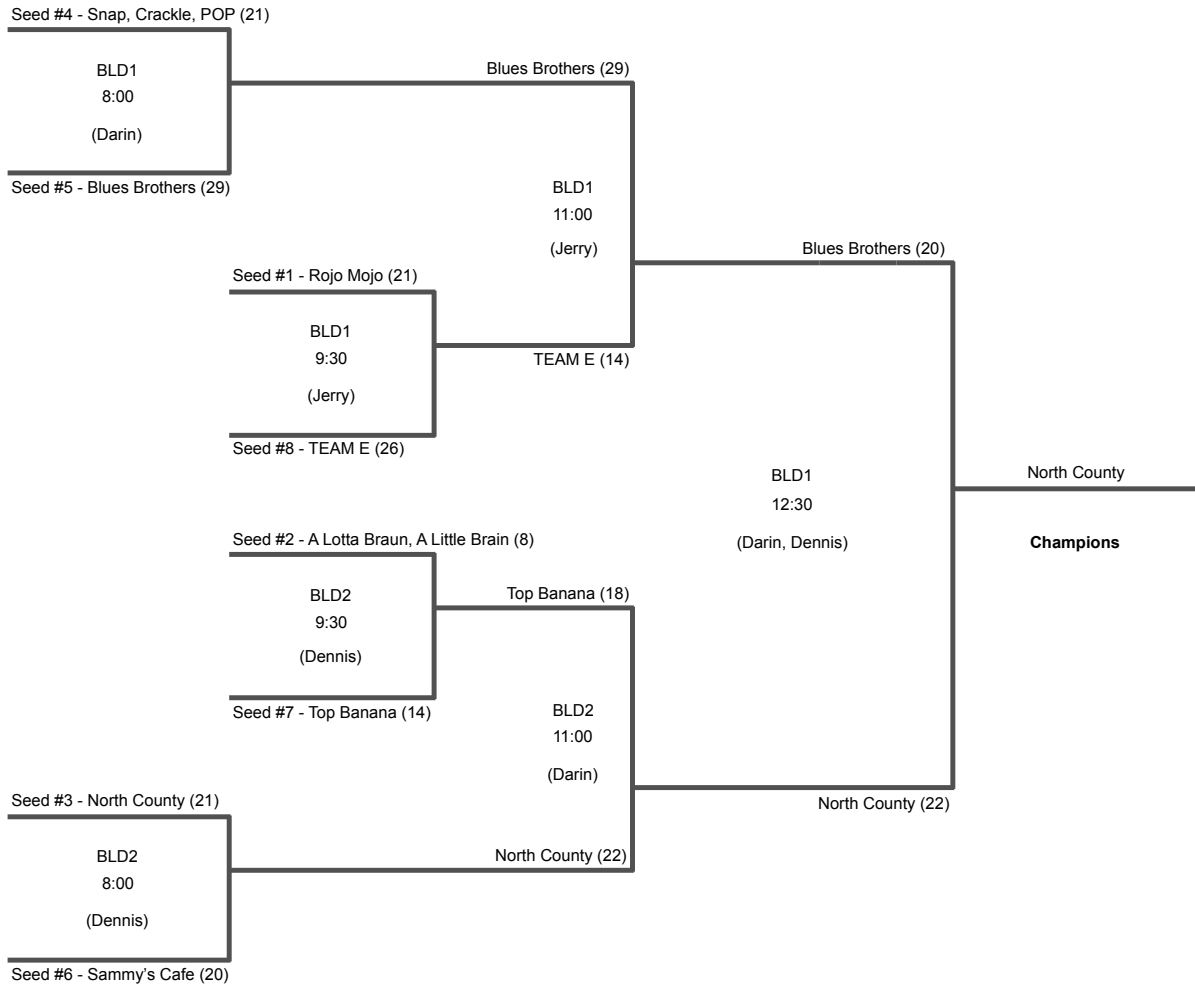 Seed #4 - Snap, Crackle, POP (21)
BLD1
8:00
(Darin)
Seed #5 - Blues Brothers (29)
Blues Brothers (29)
BLD1
11:00
(Jerry)
Seed #1 - Rojo Mojo (21)
BLD1
9:30
(Jerry)
Seed #8 - TEAM E (26)
TEAM E (14)
Blues Brothers (20)
BLD1
12:30
(Darin, Dennis)
North County
Champions
Seed #2 - A Lotta Braun, A Little Brain (8)
BLD2
9:30
(Dennis)
Seed #7 - Top Banana (14)
Top Banana (18)
BLD2
11:00
(Darin)
North County (22)
Seed #3 - North County (21)
BLD2
8:00
(Dennis)
Seed #6 - Sammy’s Cafe (20)
North County (22)